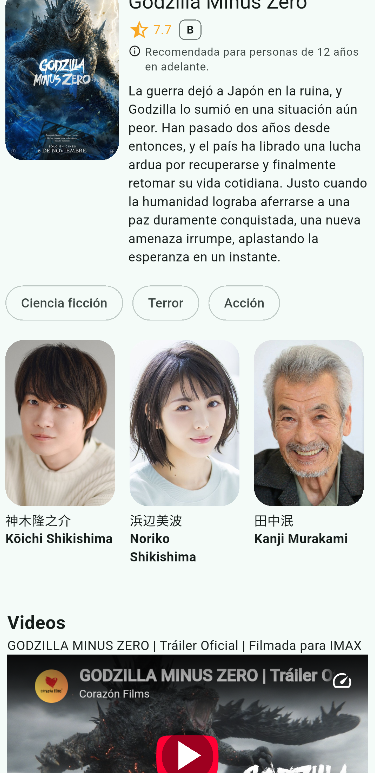 Godzilla Minus Zero
7.7 B
Recomendada para personas de 12 años
en adelante.
La guerra dejó a Japón en la ruina, y
Godzilla lo sumió en una situación aún
peor. Han pasado dos años desde
entonces, y el país ha librado una lucha
ardua por recuperarse y finalmente
retomar su vida cotidiana. Justo cuando
la humanidad lograba aferrarse a una
paz duramente conquistada, una nueva
amenaza irrumpe, aplastando la
esperanza en un instante.
GODZILLA
MINUS ZERO
6 DE NOVIEMBRE
Ciencia ficción
Terror
Acción
神木隆之介
Kōichi Shikishima
浜辺美波
Noriko
Shikishima
田中泯
Kanji Murakami
Videos
GODZILLA MINUS ZERO | Tráiler Oficial | Filmada para IMAX
GODZILLA MINUS ZERO | Tráiler O
Corazón Films